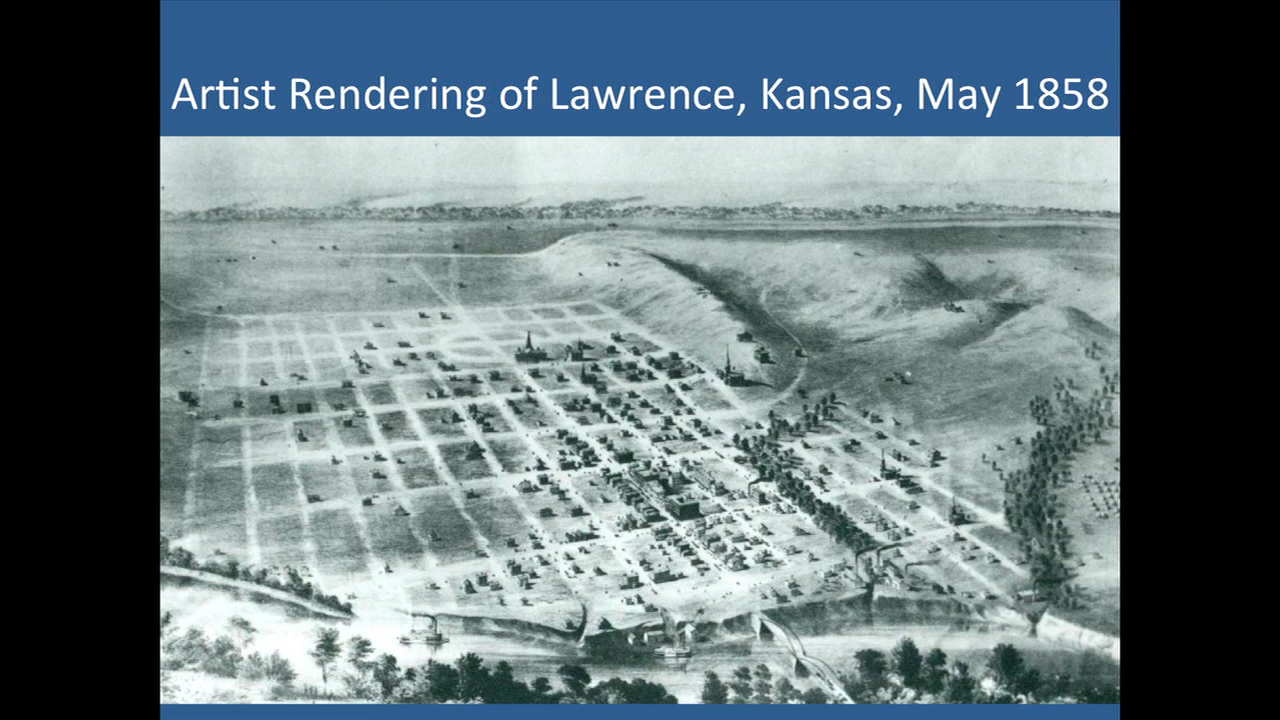 Artist Rendering of Lawrence, Kansas, May 1858